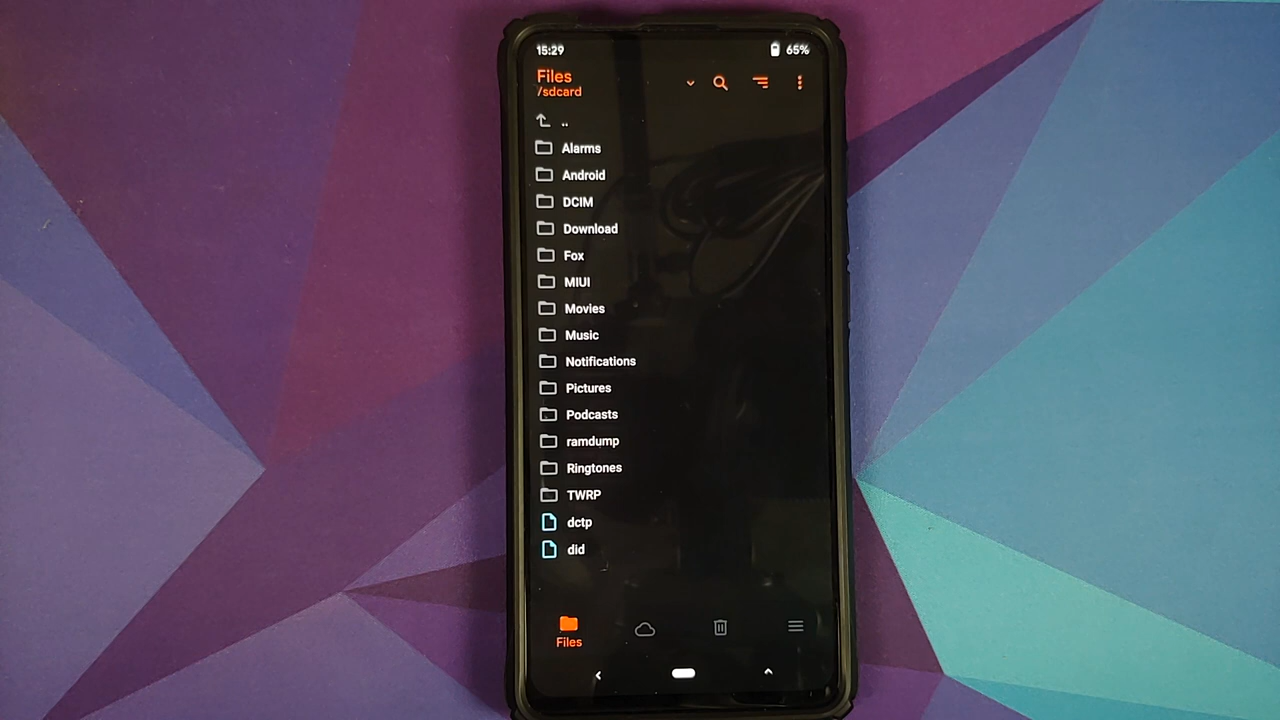 15:29
65%
Files
/sdcard
..
Alarms
Android
DCIM
Download
Fox
MIUI
Movies
Music
Notifications
Pictures
Podcasts
ramdump
Ringtones
TWRP
dctp
did
Files